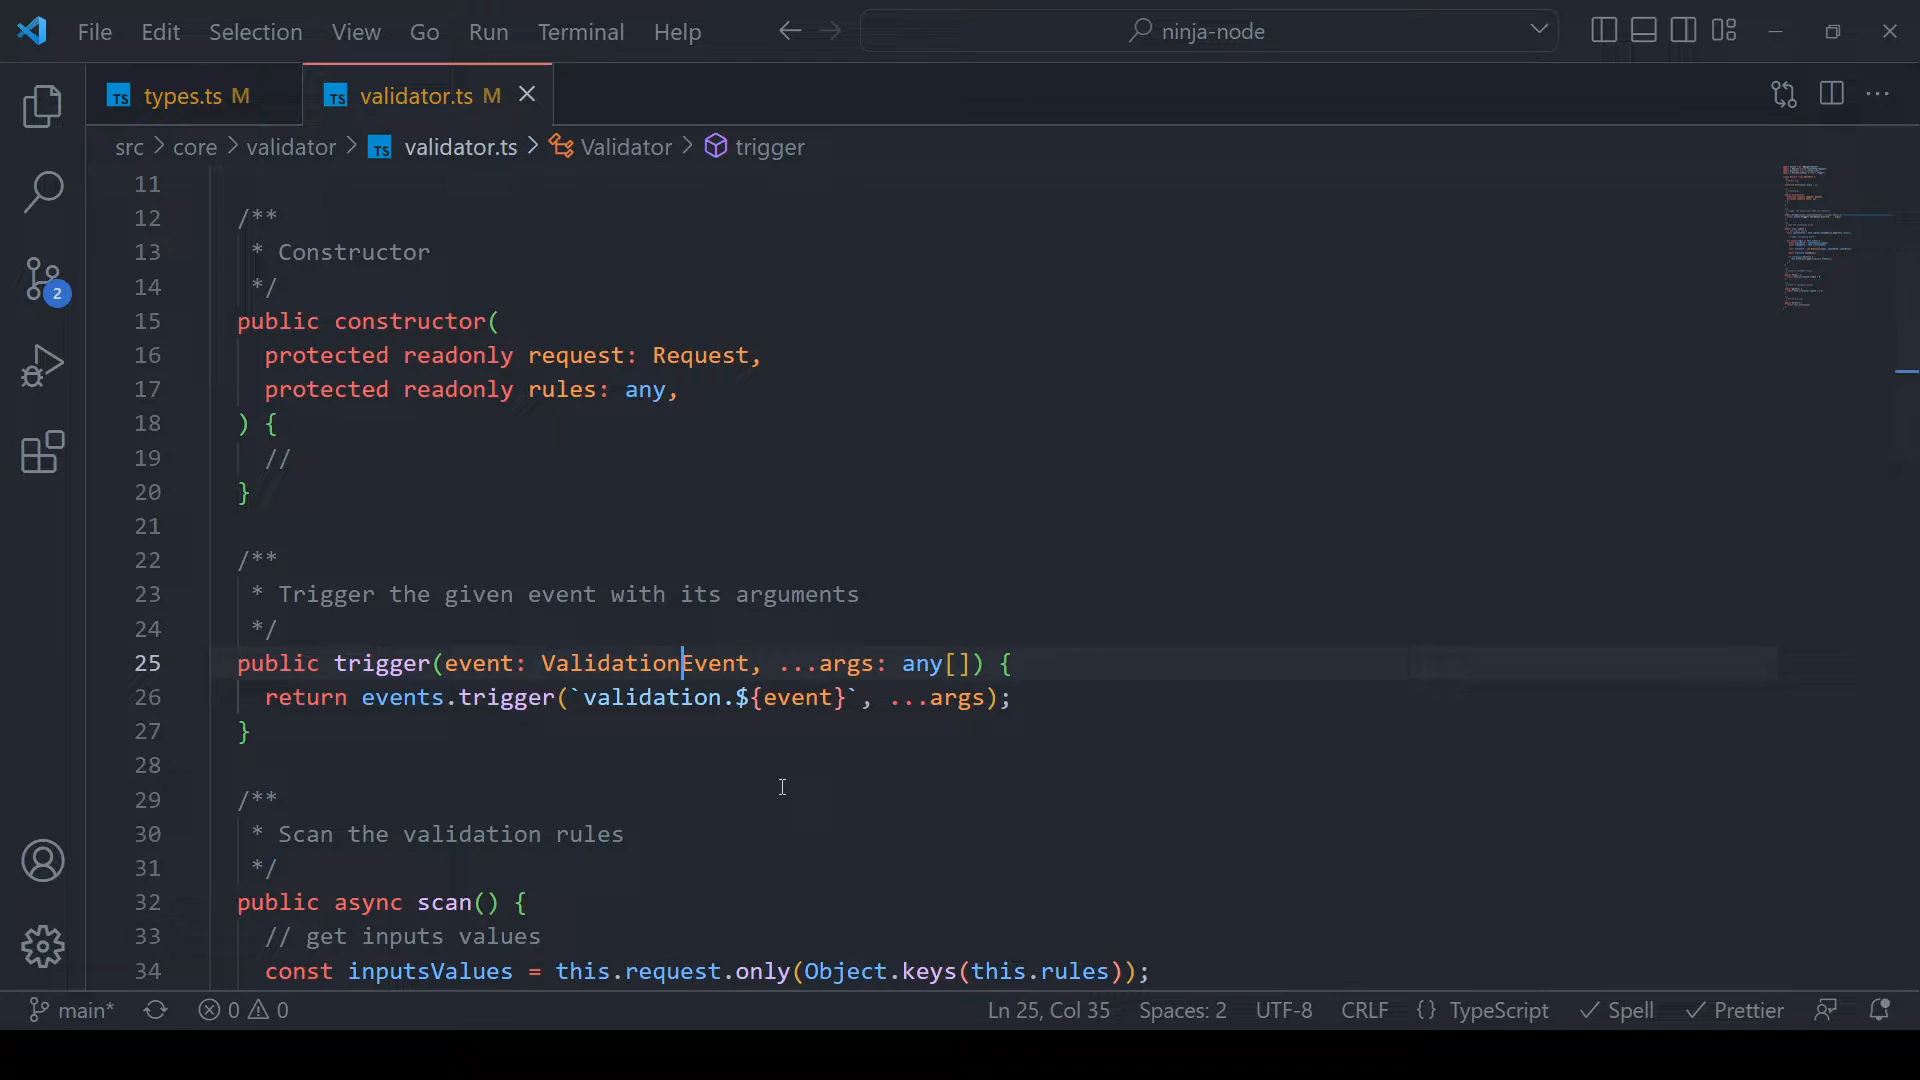 File Edit Selection View Go Run Terminal Help ninja-node
TS types.ts M TS validator.ts M
src > core > validator > TS validator.ts > Validator > trigger
11
12 /**
13 * Constructor
14 */
15 public constructor(
16 protected readonly request: Request,
17 protected readonly rules: any,
18 ) {
19 //
20 }
21
22 /**
23 * Trigger the given event with its arguments
24 */
25 public trigger(event: ValidationEvent, ...args: any[]) {
26 return events.trigger(`validation.${event}`, ...args);
27 }
28
29 /**
30 * Scan the validation rules
31 */
32 public async scan() {
33 // get inputs values
34 const inputsValues = this.request.only(Object.keys(this.rules));
2
main* 0 0 Ln 25, Col 35 Spaces: 2 UTF-8 CRLF {} TypeScript Spell Prettier